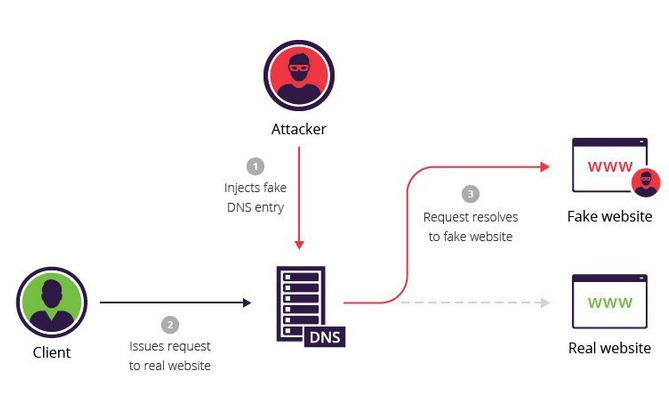 Attacker
1
Injects fake
DNS entry
www
Fake website
3
Request resolves
to fake website
Client
2
Issues request
to real website
DNS
www
Real website